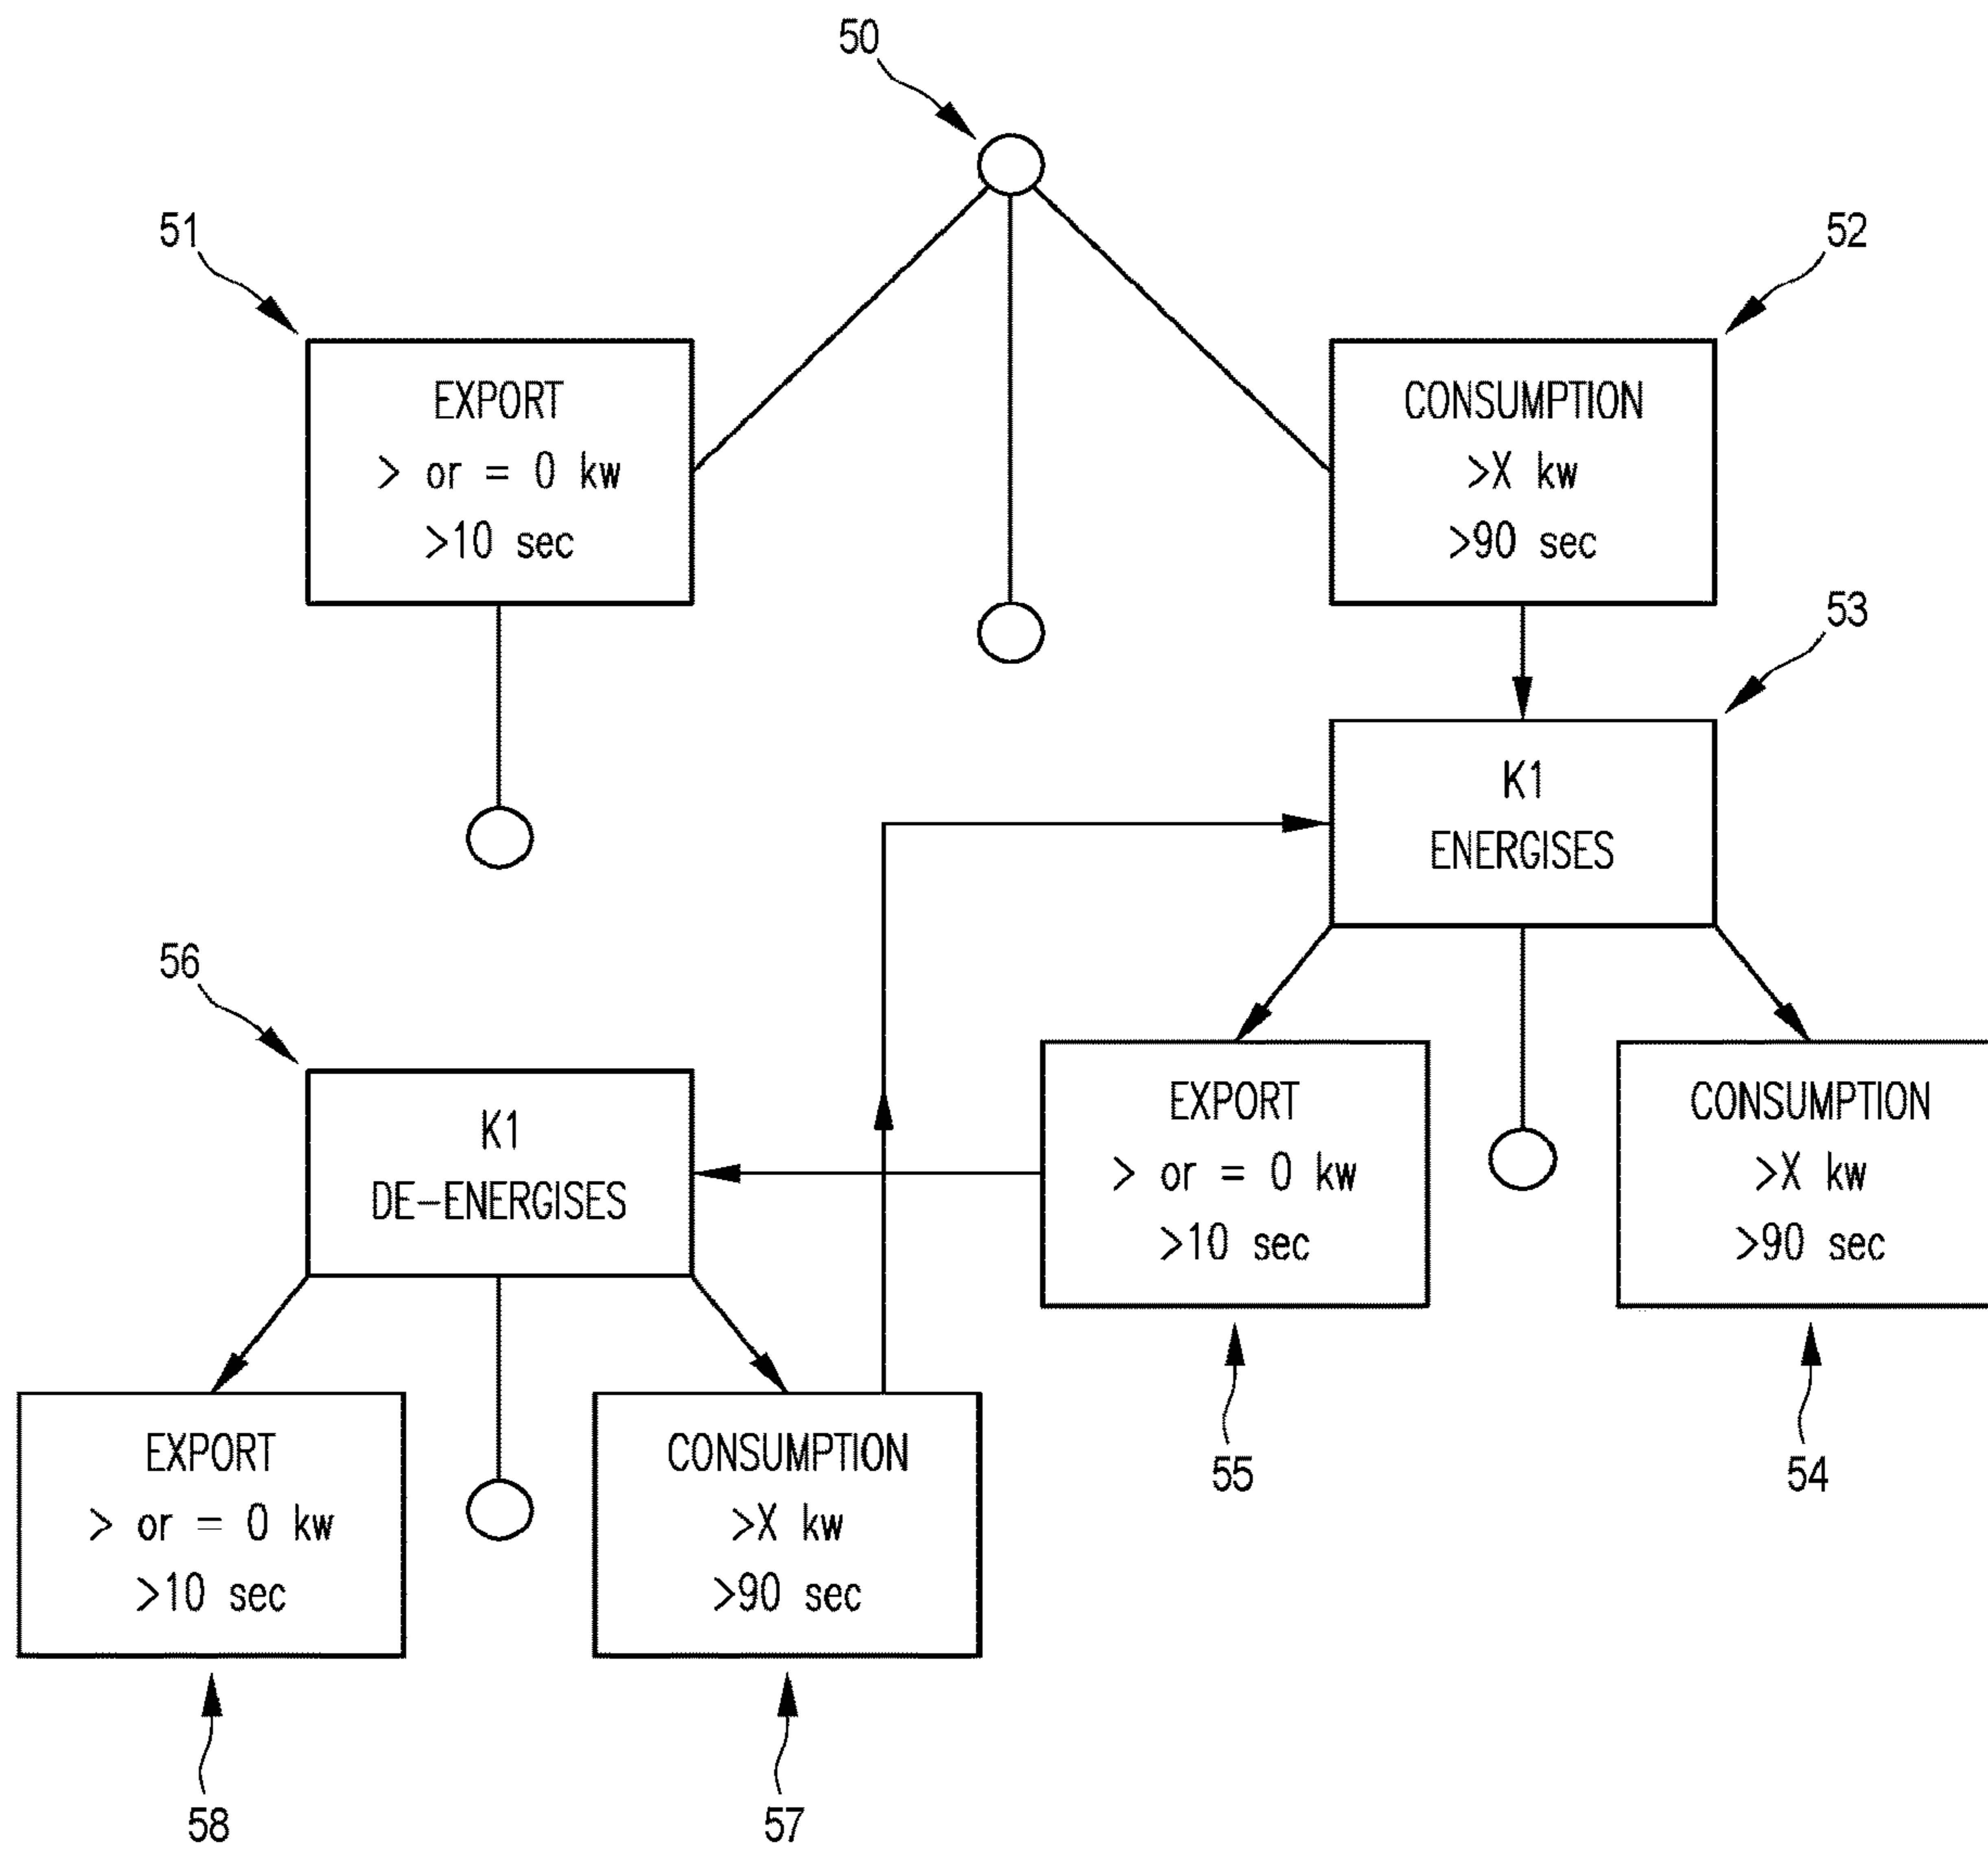 50
51
52
EXPORT
> or = 0 kw
>10 sec
CONSUMPTION
>X kw
>90 sec
53
K1
ENERGISES
56
K1
DE-ENERGISES
EXPORT
> or = 0 kw
>10 sec
CONSUMPTION
>X kw
>90 sec
EXPORT
> or = 0 kw
>10 sec
CONSUMPTION
>X kw
>90 sec
55
54
58
57